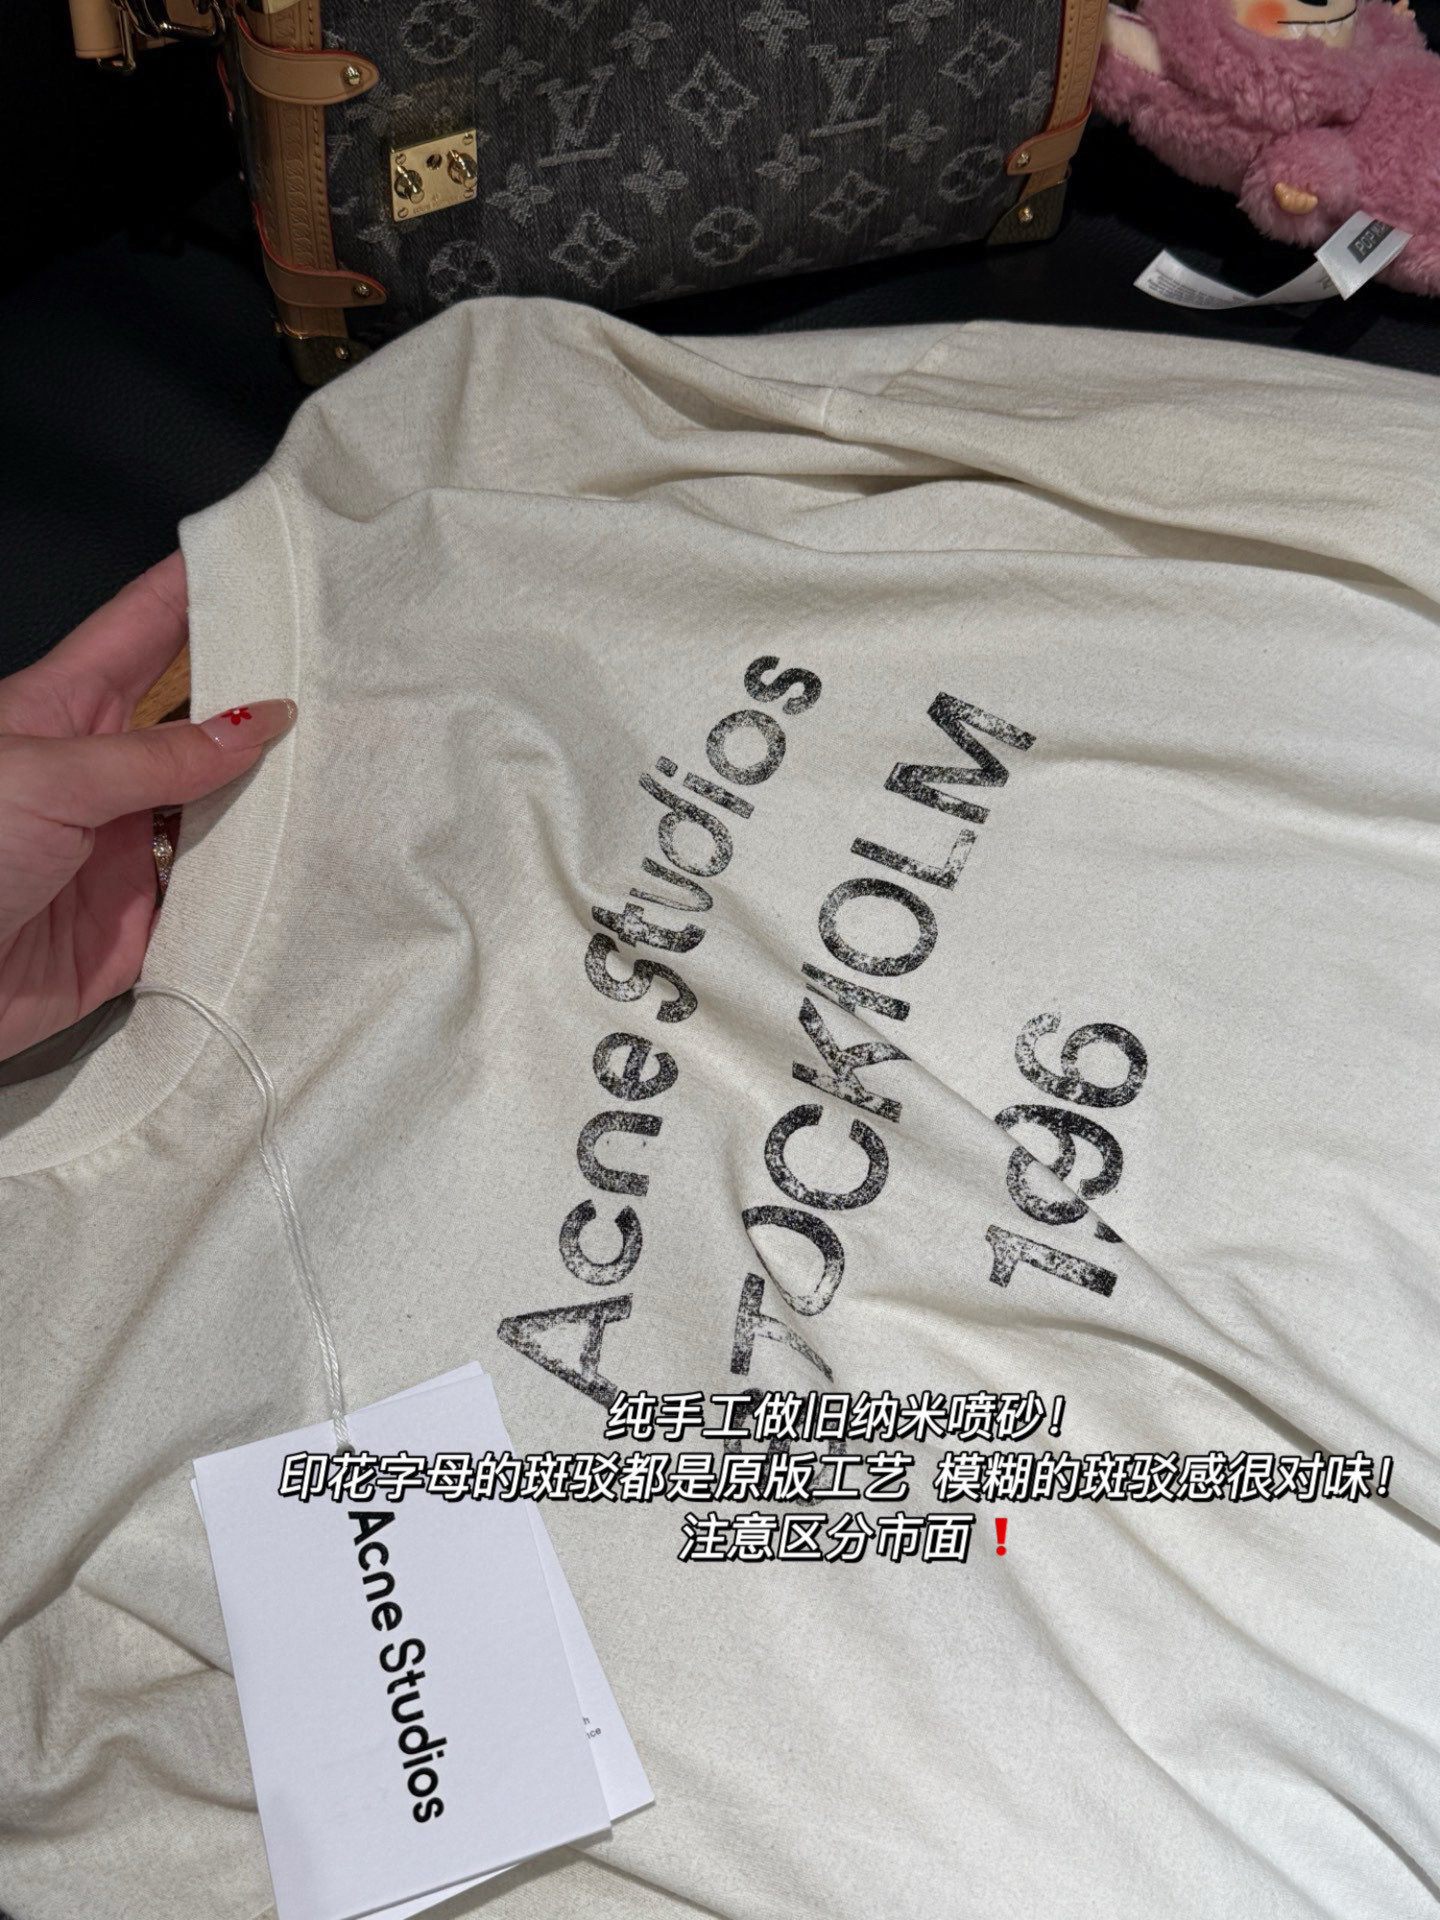 Acne studios
STOCKHOLM
1996
纯手工做旧纳米喷砂！
印花字母的斑驳都是原版工艺 模糊的斑驳感很对味！
注意区分市面❗
Acne Studios